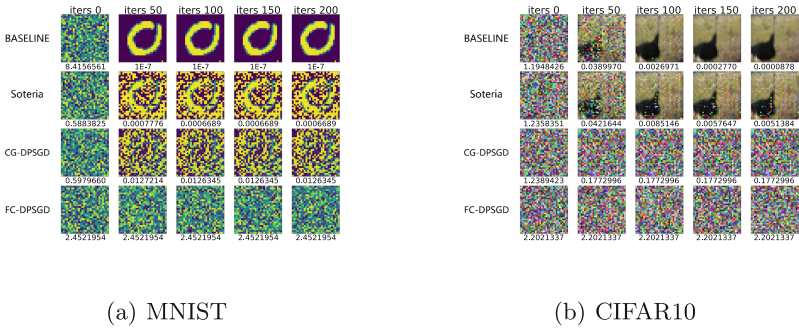 iters 0 iters 50 iters 100 iters 150 iters 200
BASELINE
8.4156561 1E-7 1E-7 1E-7 1E-7
Soteria
0.5883825 0.0007776 0.0006689 0.0006689 0.0006689
CG-DPSGD
0.5979660 0.0127214 0.0126345 0.0126345 0.0126345
FC-DPSGD
2.4521954 2.4521954 2.4521954 2.4521954 2.4521954
(a) MNIST
iters 0 iters 50 iters 100 iters 150 iters 200
BASELINE
1.1948426 0.0389970 0.0026971 0.0002770 0.0000878
Soteria
1.2358351 0.0421644 0.0085146 0.0057647 0.0051384
CG-DPSGD
1.2389423 0.1772996 0.1772996 0.1772996 0.1772996
FC-DPSGD
2.2021337 2.2021337 2.2021337 2.2021337 2.2021337
(b) CIFAR10